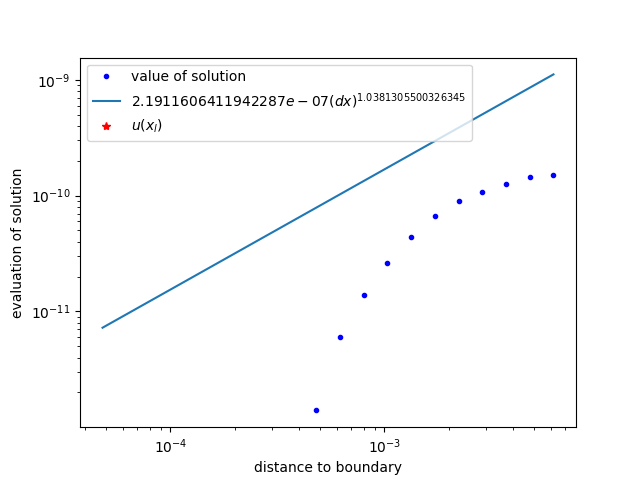 value of solution
2.1911606411942287e − 07(dx)^1.0381305500326345
u(x_l)
10^−9
10^−10
10^−11
evaluation of solution
10^−4
10^−3
distance to boundary